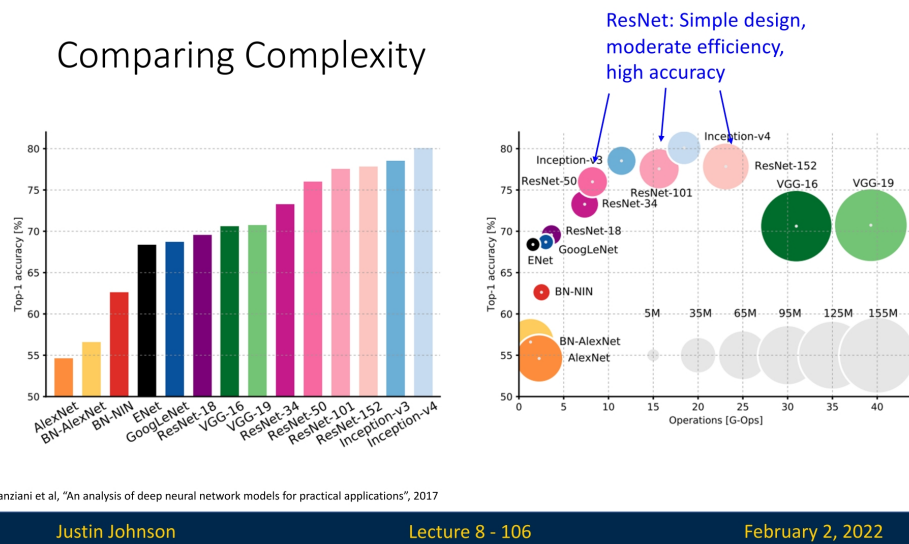 ResNet: Simple design,
moderate efficiency,
high accuracy
Comparing Complexity
Top-1 accuracy [%]
80
75
70
65
60
55
50
AlexNet
BN-AlexNet
BN-NIN
ENet
GoogLeNet
ResNet-18
VGG-16
VGG-19
ResNet-34
ResNet-50
ResNet-101
ResNet-152
Inception-v3
Inception-v4
Top-1 accuracy [%]
80
75
70
65
60
55
50
Inception-v4
Inception-v3
ResNet-152
ResNet-50
VGG-16
VGG-19
ResNet-101
ResNet-34
ResNet-18
GoogLeNet
ENet
BN-NIN
5M
35M
65M
95M
125M
155M
BN-AlexNet
AlexNet
0
5
10
15
20
25
30
35
40
Operations [G-Ops]
anziani et al, “An analysis of deep neural network models for practical applications”, 2017
Justin Johnson
Lecture 8 - 106
February 2, 2022